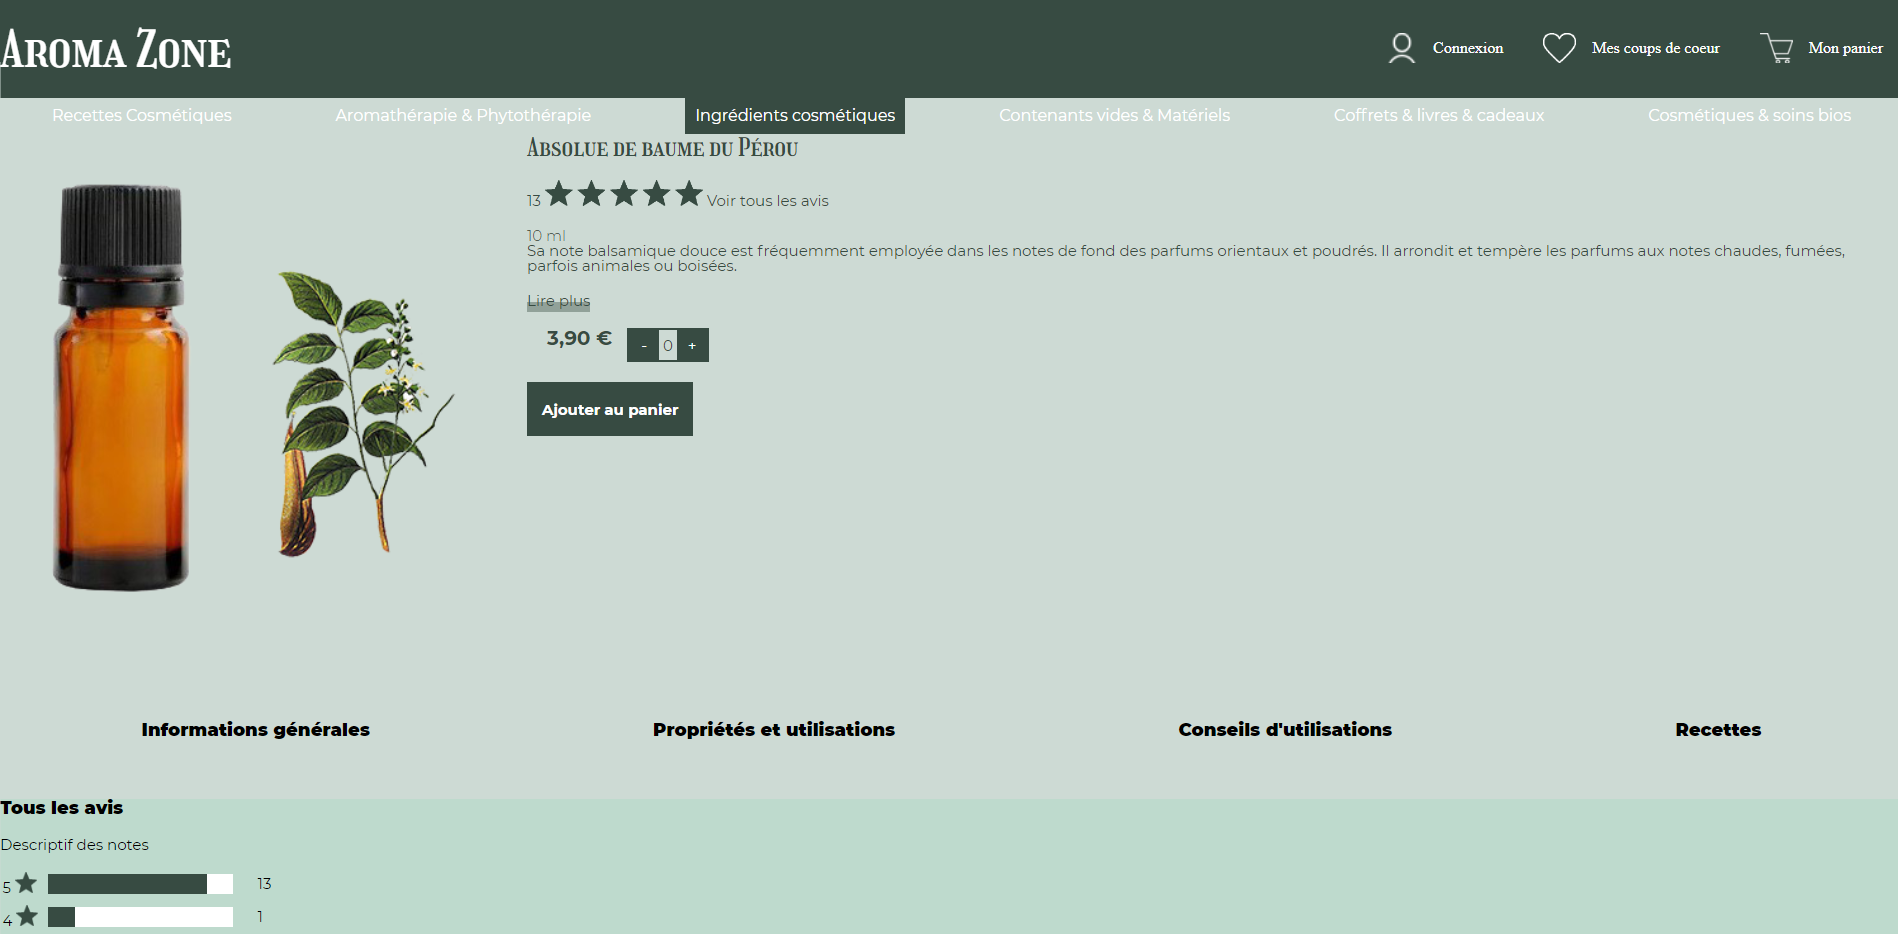 Aroma Zone
Connexion
Mes coups de coeur
Mon panier
Recettes Cosmétiques
Aromathérapie & Phytothérapie
Ingrédients cosmétiques
Contenants vides & Matériels
Coffrets & livres & cadeaux
Cosmétiques & soins bios
Absolue de baume du Pérou
13 Voir tous les avis
10 ml
Sa note balsamique douce est fréquemment employée dans les notes de fond des parfums orientaux et poudrés. Il arrondit et tempère les parfums aux notes chaudes, fumées,
parfois animales ou boisées.
Lire plus
3,90 € - 0 +
Ajouter au panier
Informations générales
Propriétés et utilisations
Conseils d'utilisations
Recettes
Tous les avis
Descriptif des notes
5 13
4 1